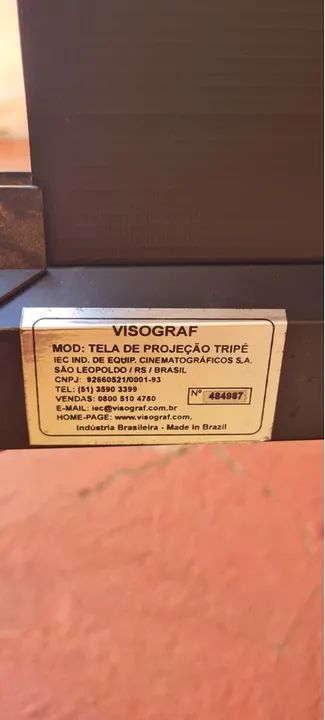 VISOGRAF
MOD: TELA DE PROJEÇÃO TRIPÉ
IEC IND. DE EQUIP. CINEMATOGRÁFICOS S.A.
SÃO LEOPOLDO / RS / BRASIL
CNPJ: 92660521/0001-93
TEL: (51) 3590 3399
VENDAS: 0800 510 4780
Nº 484987
E-MAIL: iec@visograf.com.br
HOME-PAGE: www.visograf.com.
Indústria Brasileira - Made in Brazil